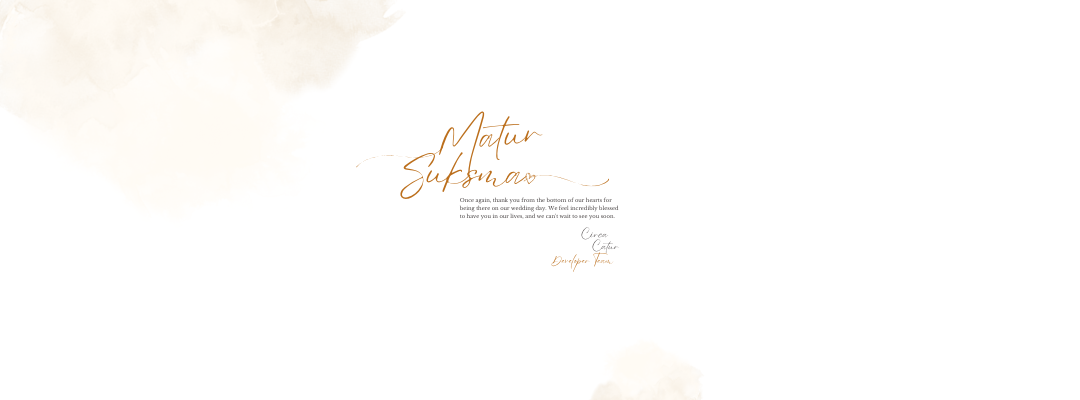 Matur
Suksma
Once again, thank you from the bottom of our hearts for
being there on our wedding day. We feel incredibly blessed
to have you in our lives, and we can't wait to see you soon.
Circa
Catur
Developer Team